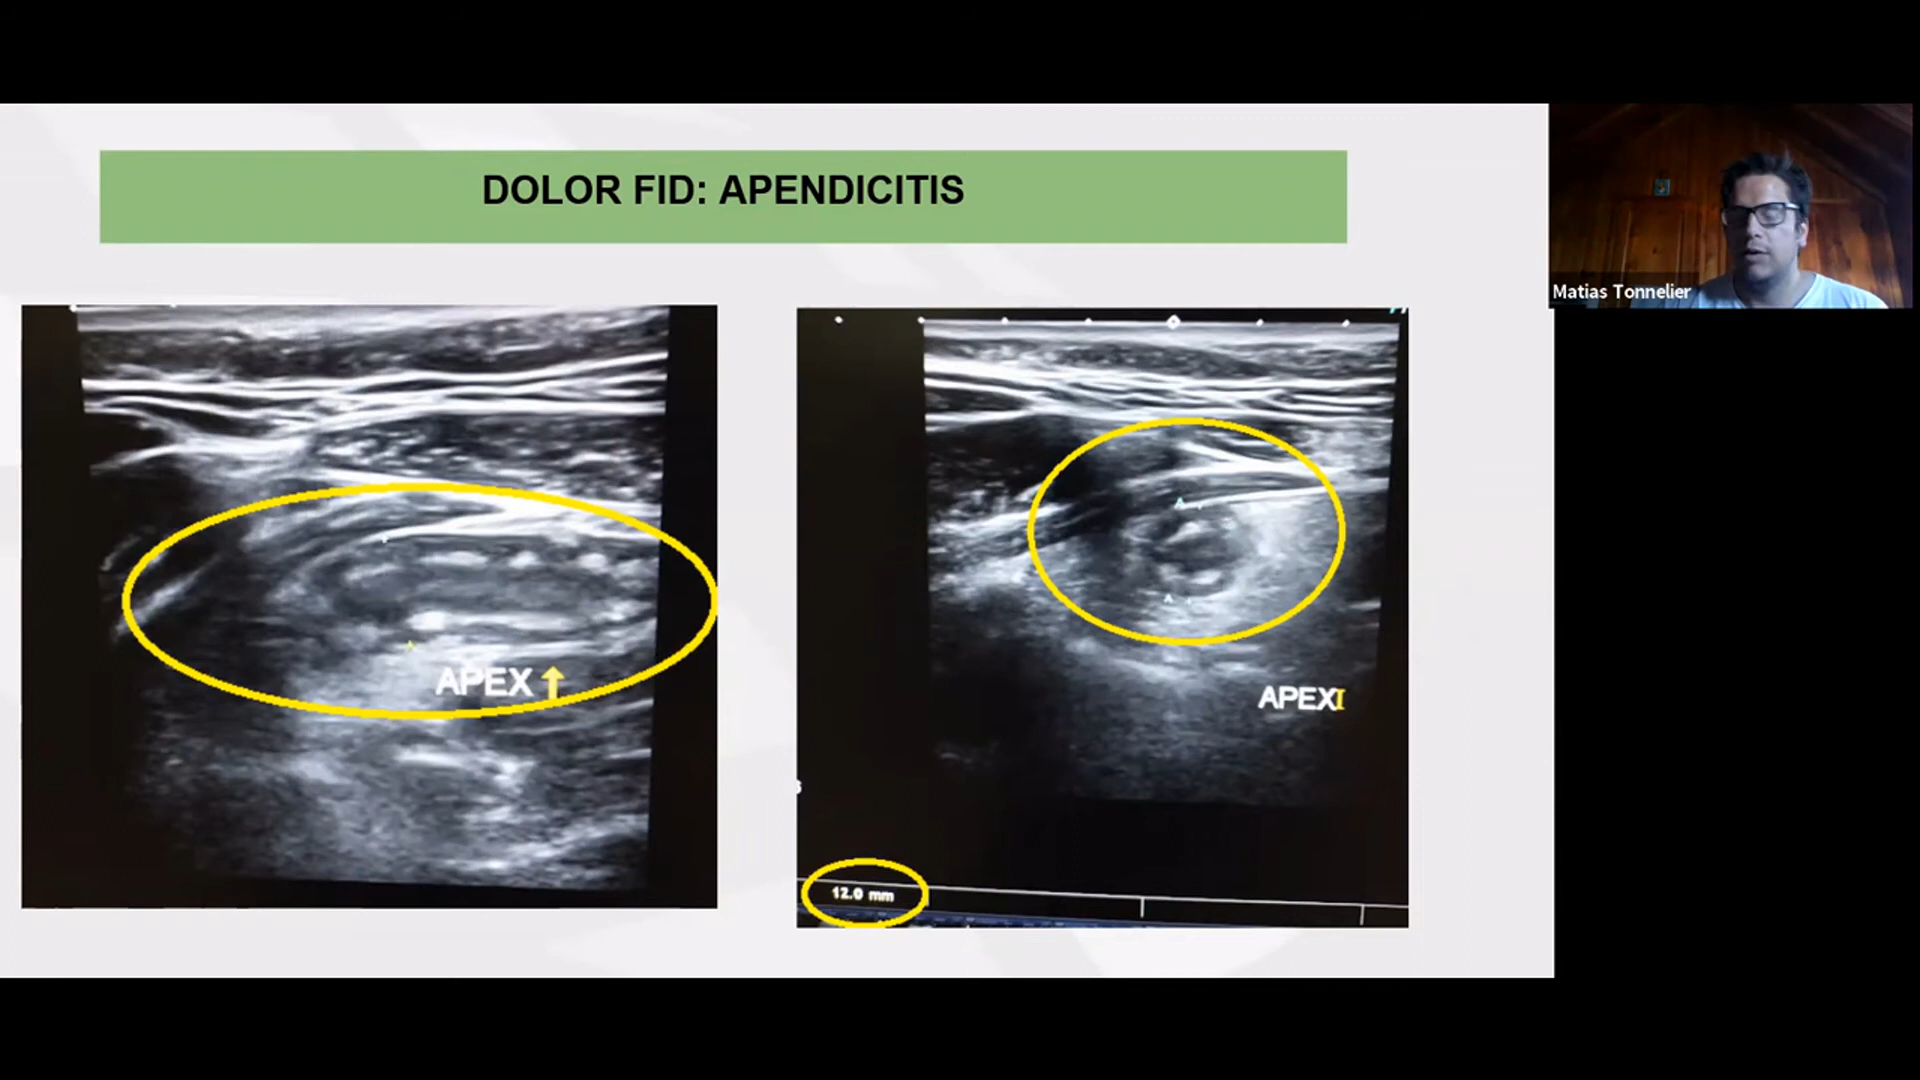 DOLOR FID: APENDICITIS
Matias Tonnelier
APEX
APEX
12.0 mm